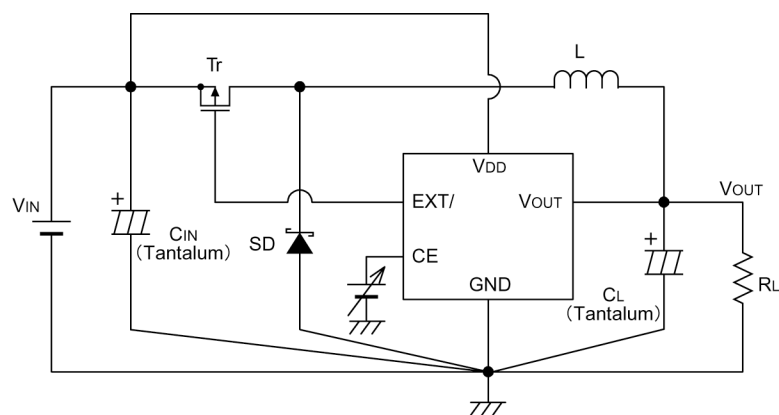 Tr
L
VDD
VOUT
EXT/
VOUT
VIN
+
CIN
(Tantalum)
SD
CE
+
GND
CL
(Tantalum)
RL